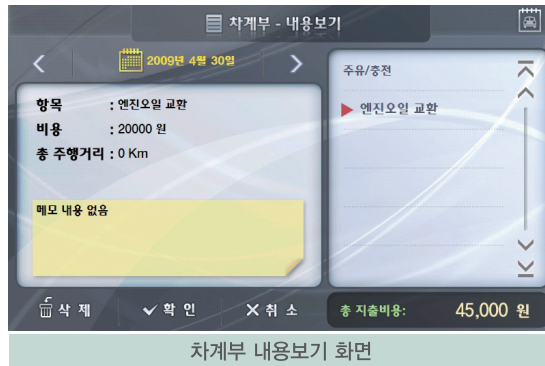 차계부 - 내용보기
2009년 4월 30일
항목 : 엔진오일 교환
비용 : 20000 원
총 주행거리 : 0 Km
메모 내용 없음
주유/충전
엔진오일 교환
삭 제
확 인
취 소
총 지출비용: 45,000 원
차계부 내용보기 화면